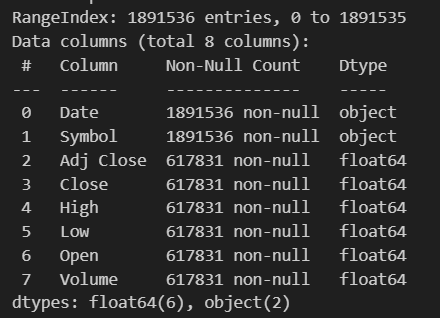 RangeIndex: 1891536 entries, 0 to 1891535
Data columns (total 8 columns):
 #   Column     Non-Null Count    Dtype
---  ------     --------------    -----
 0   Date       1891536 non-null  object
 1   Symbol     1891536 non-null  object
 2   Adj Close  617831 non-null   float64
 3   Close      617831 non-null   float64
 4   High       617831 non-null   float64
 5   Low        617831 non-null   float64
 6   Open       617831 non-null   float64
 7   Volume     617831 non-null   float64
dtypes: float64(6), object(2)